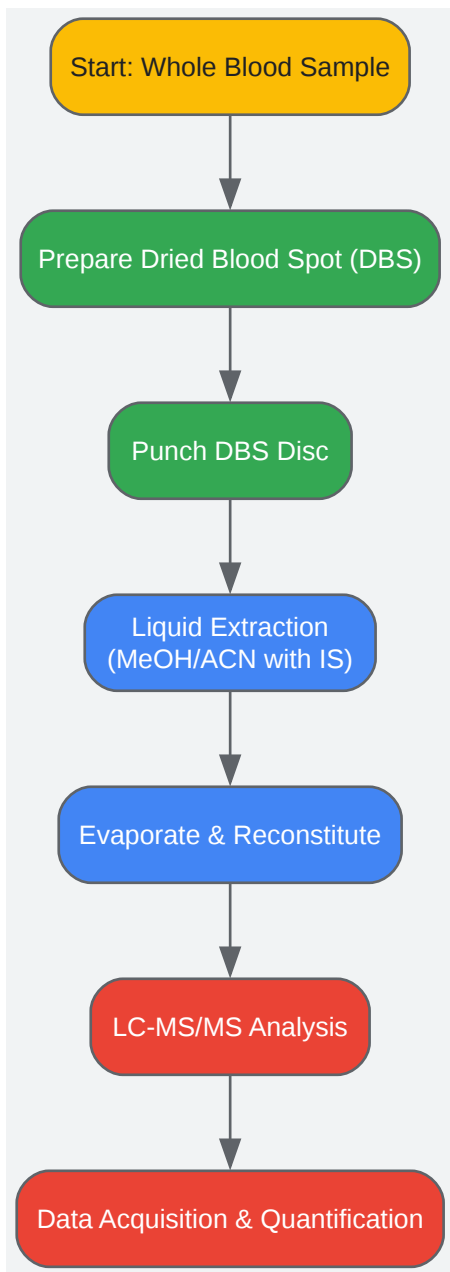 Start: Whole Blood Sample
Prepare Dried Blood Spot (DBS)
Punch DBS Disc
Liquid Extraction
(MeOH/ACN with IS)
Evaporate & Reconstitute
LC-MS/MS Analysis
Data Acquisition & Quantification